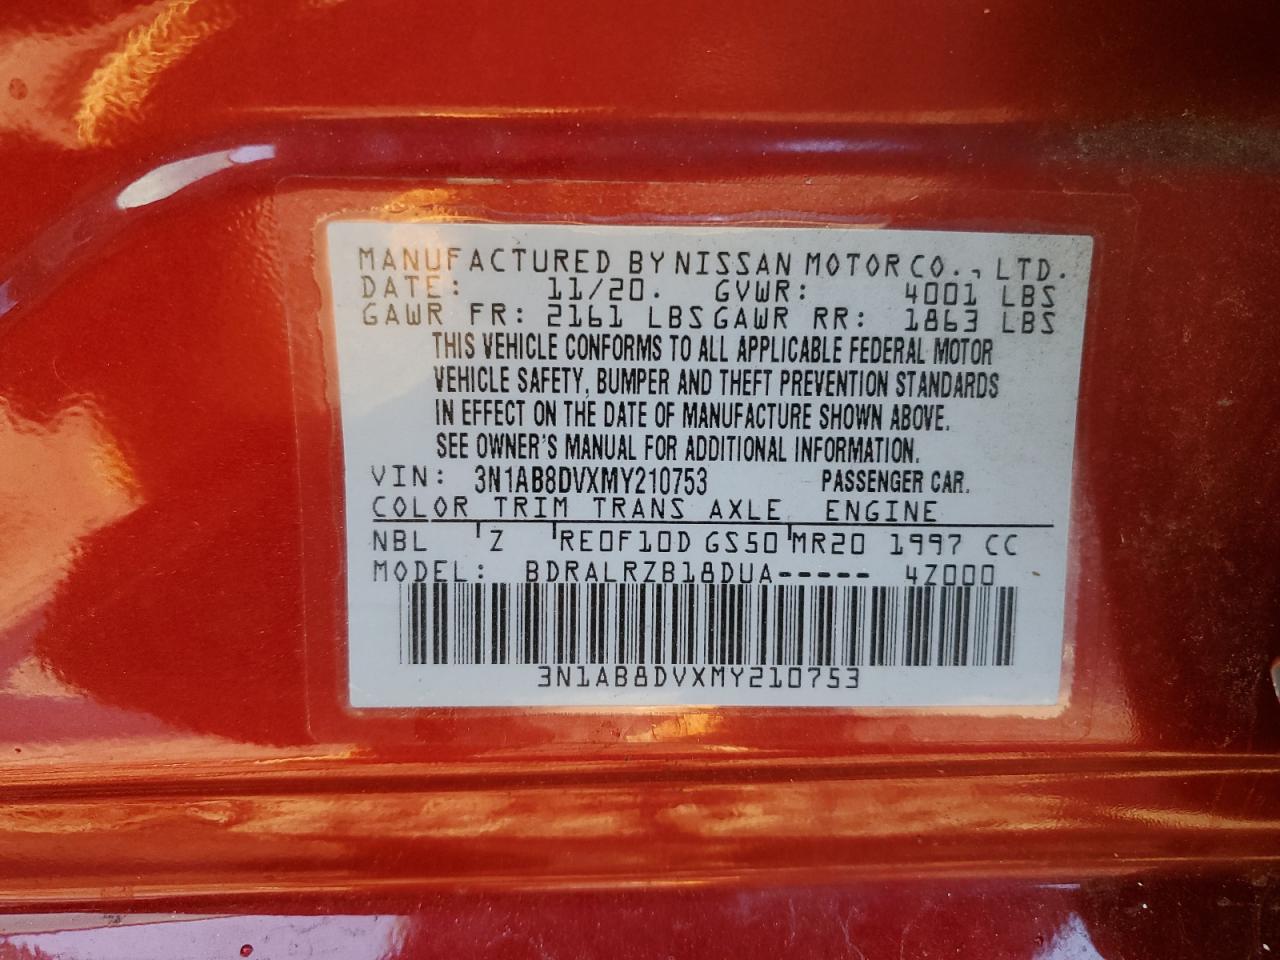 MANUFACTURED BY NISSAN MOTOR CO., LTD.
DATE: 11/20. GVWR: 4001 LBS
GAWR FR: 2161 LBS GAWR RR: 1863 LBS
THIS VEHICLE CONFORMS TO ALL APPLICABLE FEDERAL MOTOR
VEHICLE SAFETY, BUMPER AND THEFT PREVENTION STANDARDS
IN EFFECT ON THE DATE OF MANUFACTURE SHOWN ABOVE.
SEE OWNER'S MANUAL FOR ADDITIONAL INFORMATION.
VIN: 3N1AB8DVXMY210753 PASSENGER CAR.
COLOR TRIM TRANS AXLE ENGINE
NBL Z RE0F10D GS50 MR20 1997 CC
MODEL: BDRALRZB18DUA----- 4Z000
3N1AB8DVXMY210753